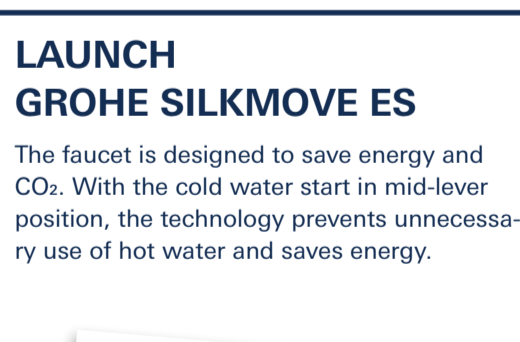 LAUNCH
GROHE SILKMOVE ES
The faucet is designed to save energy and
CO₂. With the cold water start in mid-lever
position, the technology prevents unnecessa-
ry use of hot water and saves energy.